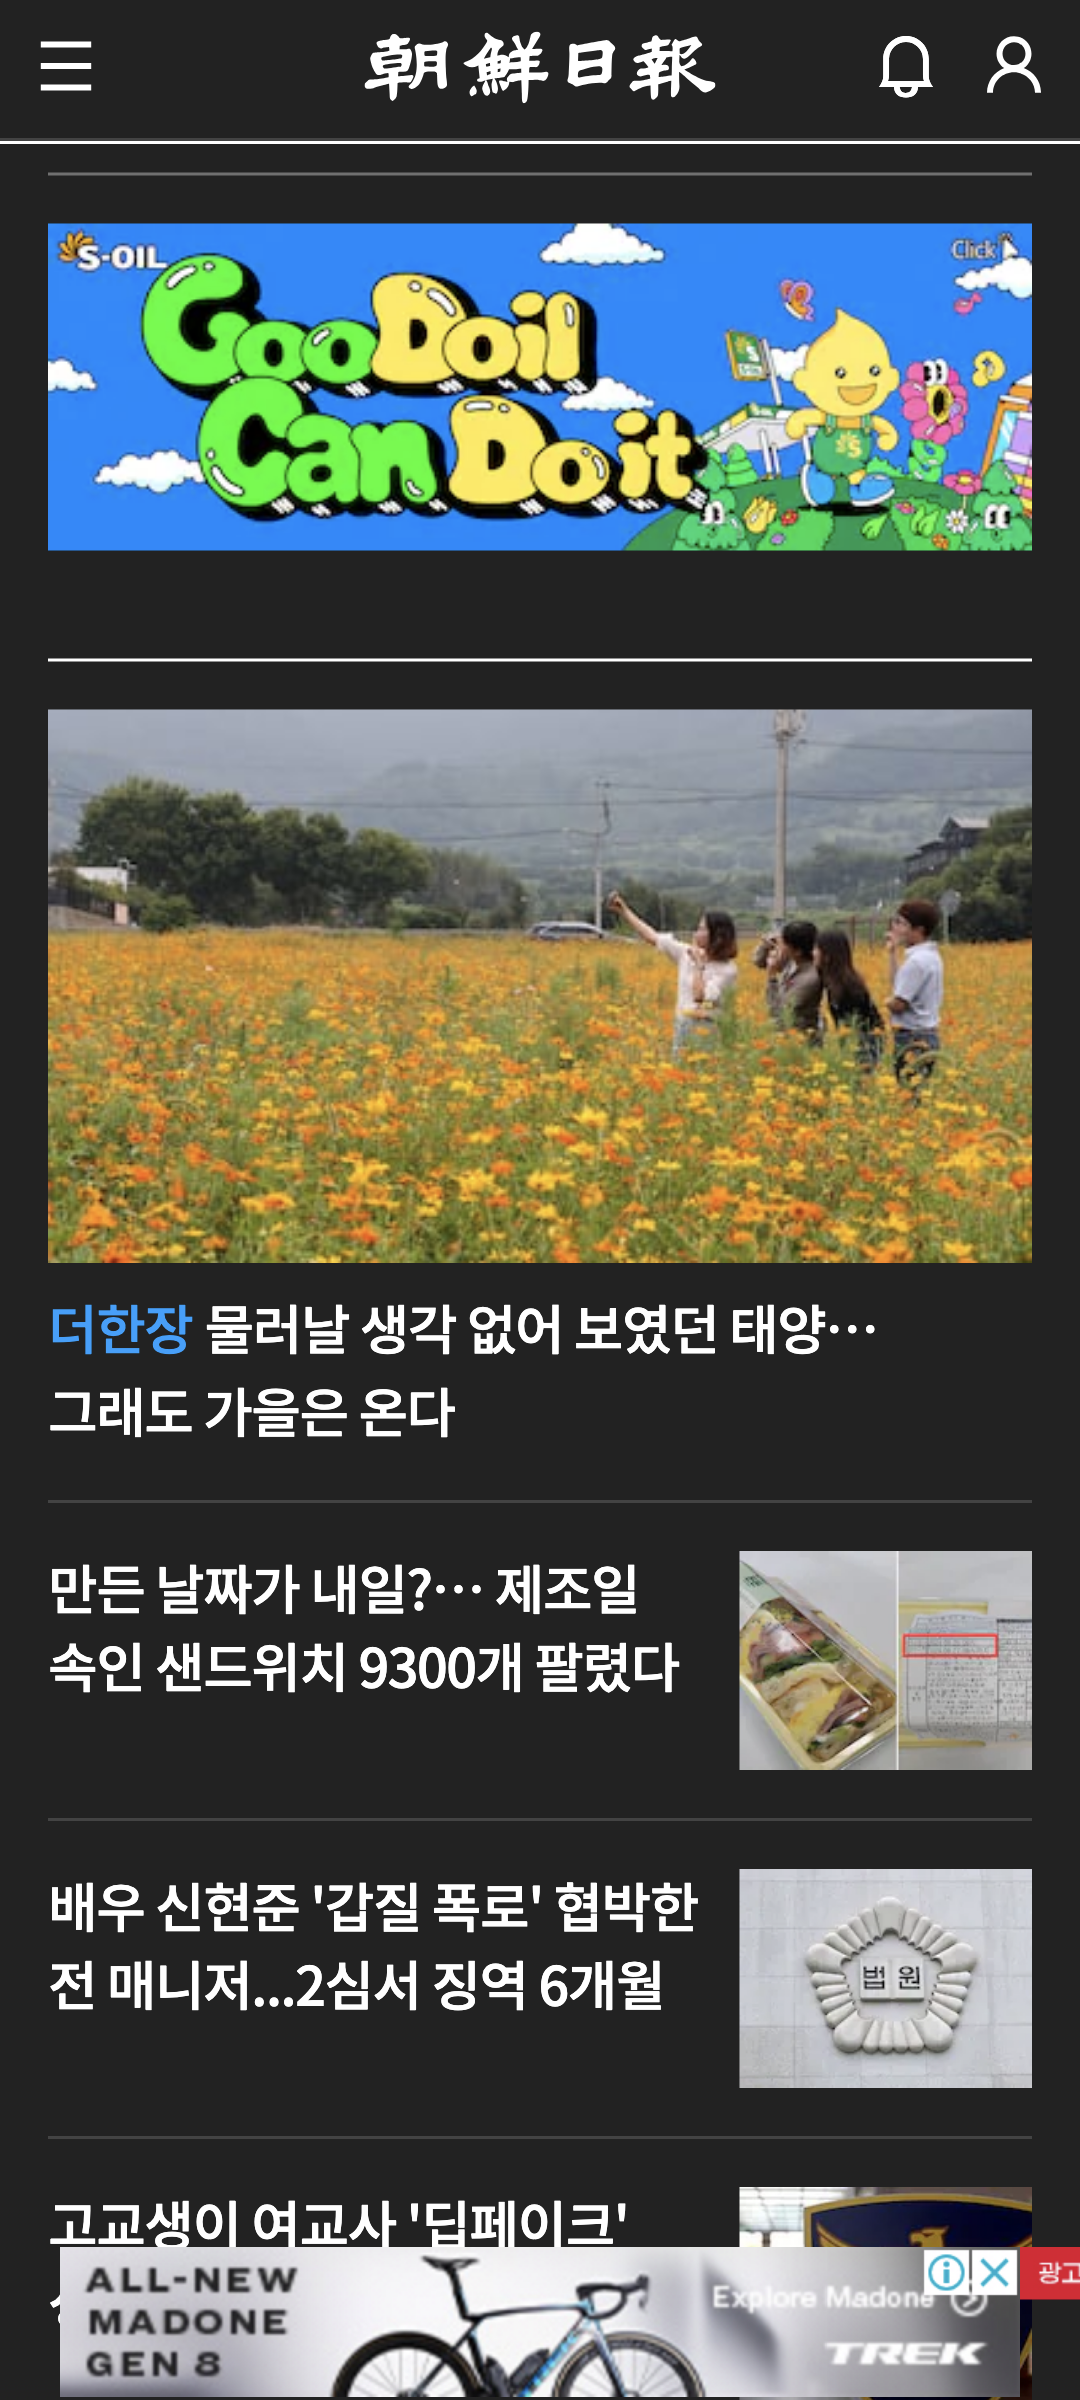 朝鮮日報
S-OIL
Click
GooDoil
Can Do it
더한장 물러날 생각 없어 보였던 태양…
그래도 가을은 온다
만든 날짜가 내일?… 제조일
속인 샌드위치 9300개 팔렸다
배우 신현준 '갑질 폭로' 협박한
전 매니저...2심서 징역 6개월
법원
고교생이 여교사 '딥페이크'
ALL-NEW
MADONE
GEN 8
Explore Madone
TREK
광고